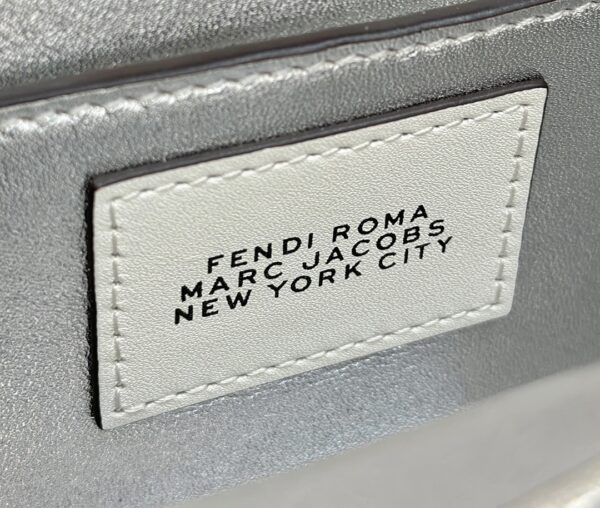 FENDI ROMA
MARC JACOBS
NEW YORK CITY